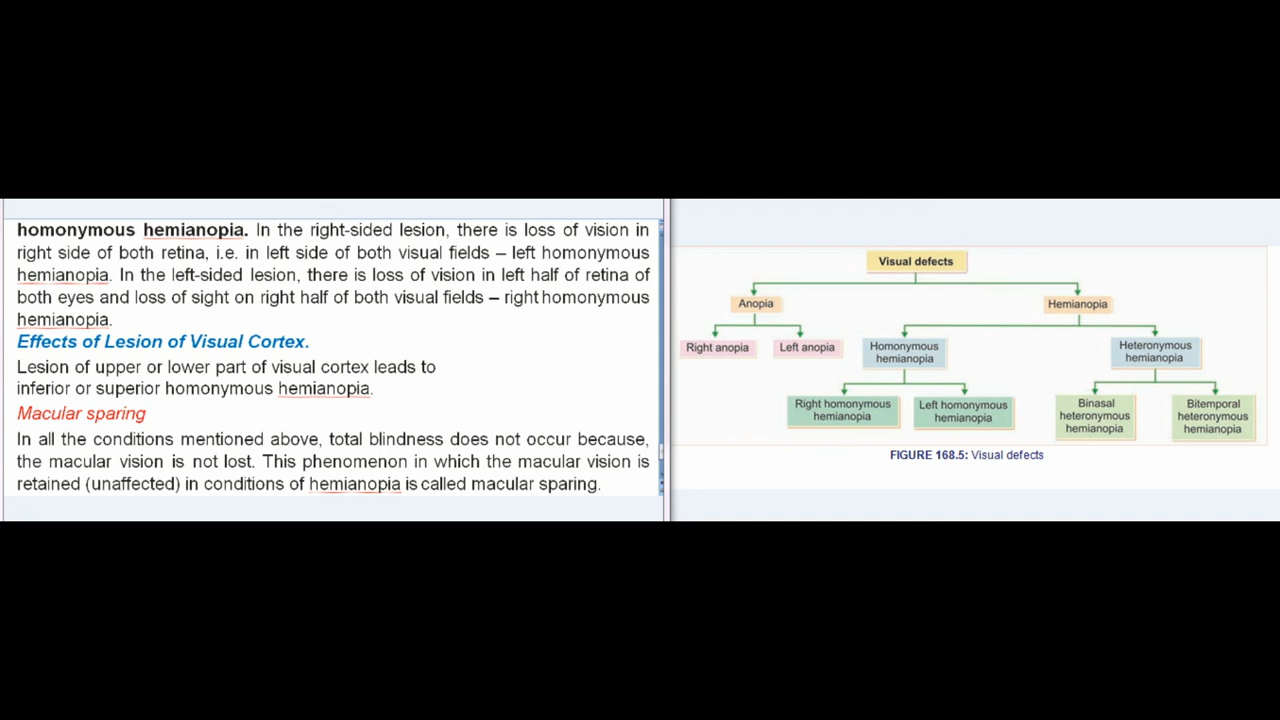 homonymous hemianopia. In the right-sided lesion, there is loss of vision in
right side of both retina, i.e. in left side of both visual fields – left homonymous
hemianopia. In the left-sided lesion, there is loss of vision in left half of retina of
both eyes and loss of sight on right half of both visual fields – right homonymous
hemianopia.
Effects of Lesion of Visual Cortex.
Lesion of upper or lower part of visual cortex leads to
inferior or superior homonymous hemianopia.
Macular sparing
In all the conditions mentioned above, total blindness does not occur because,
the macular vision is not lost. This phenomenon in which the macular vision is
retained (unaffected) in conditions of hemianopia is called macular sparing.
Visual defects
Anopia
Hemianopia
Right anopia
Left anopia
Homonymous
hemianopia
Heteronymous
hemianopia
Right homonymous
hemianopia
Left homonymous
hemianopia
Binasal
heteronymous
hemianopia
Bitemporal
heteronymous
hemianopia
FIGURE 168.5: Visual defects